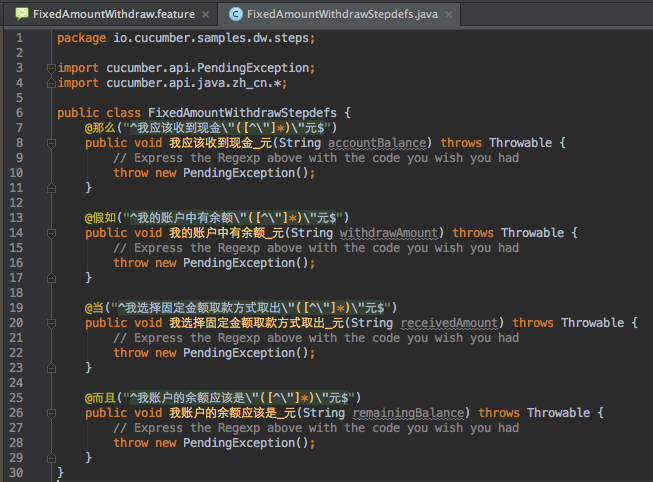 FixedAmountWithdraw.feature × FixedAmountWithdrawStepdefs.java ×
1 package io.cucumber.samples.dw.steps;
2
3 import cucumber.api.PendingException;
4 import cucumber.api.java.zh_cn.*;
5
6 public class FixedAmountWithdrawStepdefs {
7 @那么("^我应该收到现金\"([^\"]*)\"元$")
8 public void 我应该收到现金_元(String accountBalance) throws Throwable {
9 // Express the Regexp above with the code you wish you had
10 throw new PendingException();
11 }
12
13 @假如("^我的账户中有余额\"([^\"]*)\"元$")
14 public void 我的账户中有余额_元(String withdrawAmount) throws Throwable {
15 // Express the Regexp above with the code you wish you had
16 throw new PendingException();
17 }
18
19 @当("^我选择固定金额取款方式取出\"([^\"]*)\"元$")
20 public void 我选择固定金额取款方式取出_元(String receivedAmount) throws Throwable {
21 // Express the Regexp above with the code you wish you had
22 throw new PendingException();
23 }
24
25 @而且("^我账户的余额应该是\"([^\"]*)\"元$")
26 public void 我账户的余额应该是_元(String remainingBalance) throws Throwable {
27 // Express the Regexp above with the code you wish you had
28 throw new PendingException();
29 }
30 }